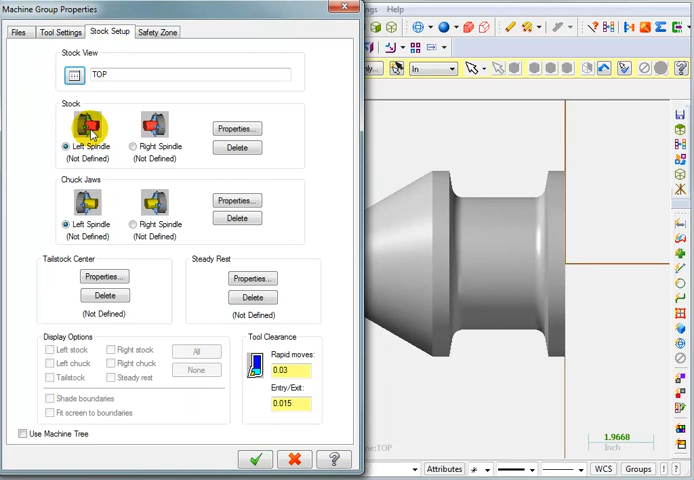 Machine Group Properties
Files
Tool Settings
Stock Setup
Safety Zone
Stock View
TOP
Stock
Left Spindle
Right Spindle
(Not Defined)
(Not Defined)
Properties...
Delete
Chuck Jaws
Left Spindle
Right Spindle
(Not Defined)
(Not Defined)
Properties...
Delete
Tailstock Center
Properties...
Delete
(Not Defined)
Steady Rest
Properties...
Delete
(Not Defined)
Display Options
Left stock
Right stock
Left chuck
Right chuck
Tailstock
Steady rest
All
None
Shade boundaries
Fit screen to boundaries
Tool Clearance
Rapid moves:
0.03
Entry/Exit:
0.015
Use Machine Tree
Help
In
1.9668
Inch
Attributes
WCS
Groups